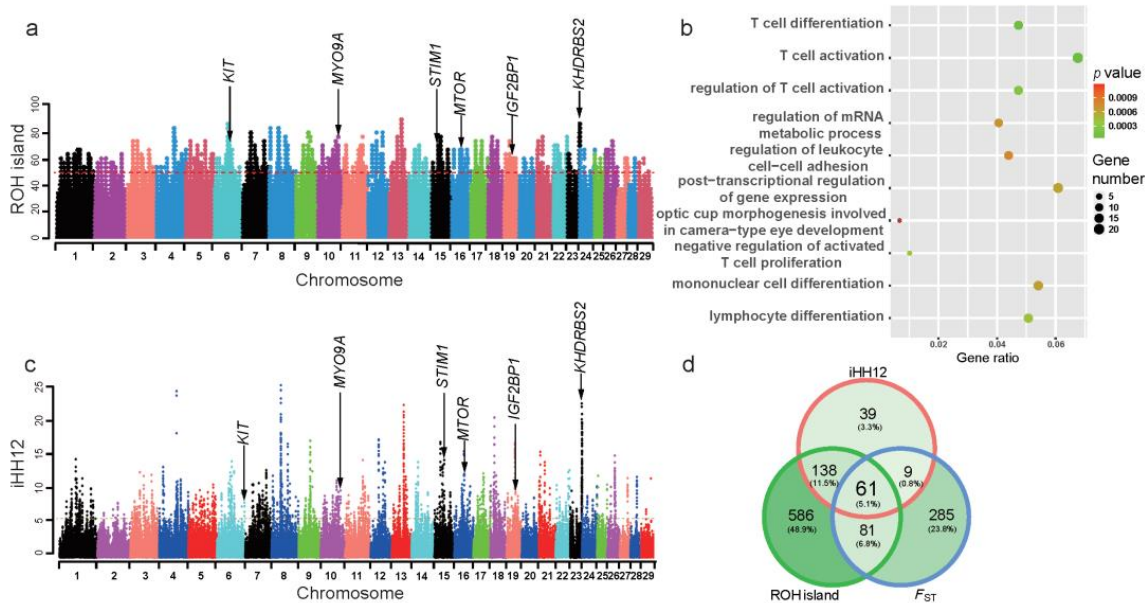 a
KIT
MYO9A
STIM1
MTOR
IGF2BP1
KHDRBS2
ROH island
100
80
60
50
40
20
0
1 2 3 4 5 6 7 8 9 10 11 12 13 14 15 16 17 18 19 20 21 22 23 24 25 26 27 28 29
Chromosome
b
T cell differentiation
T cell activation
regulation of T cell activation
regulation of mRNA
metabolic process
regulation of leukocyte
cell−cell adhesion
post−transcriptional regulation
of gene expression
optic cup morphogenesis involved
in camera−type eye development
negative regulation of activated
T cell proliferation
mononuclear cell differentiation
lymphocyte differentiation
0.02 0.04 0.06
Gene ratio
p value
0.0009
0.0006
0.0003
Gene
number
5
10
15
20
c
KIT
MYO9A
STIM1
MTOR
IGF2BP1
KHDRBS2
iHH12
25
20
15
10
5
0
1 2 3 4 5 6 7 8 9 10 11 12 13 14 15 16 17 18 19 20 21 22 23 24 25 26 27 28 29
Chromosome
d
iHH12
39
(3.3%)
138
(11.5%)
9
(0.8%)
61
(5.1%)
586
(48.9%)
81
(6.8%)
285
(23.8%)
ROH island
FST